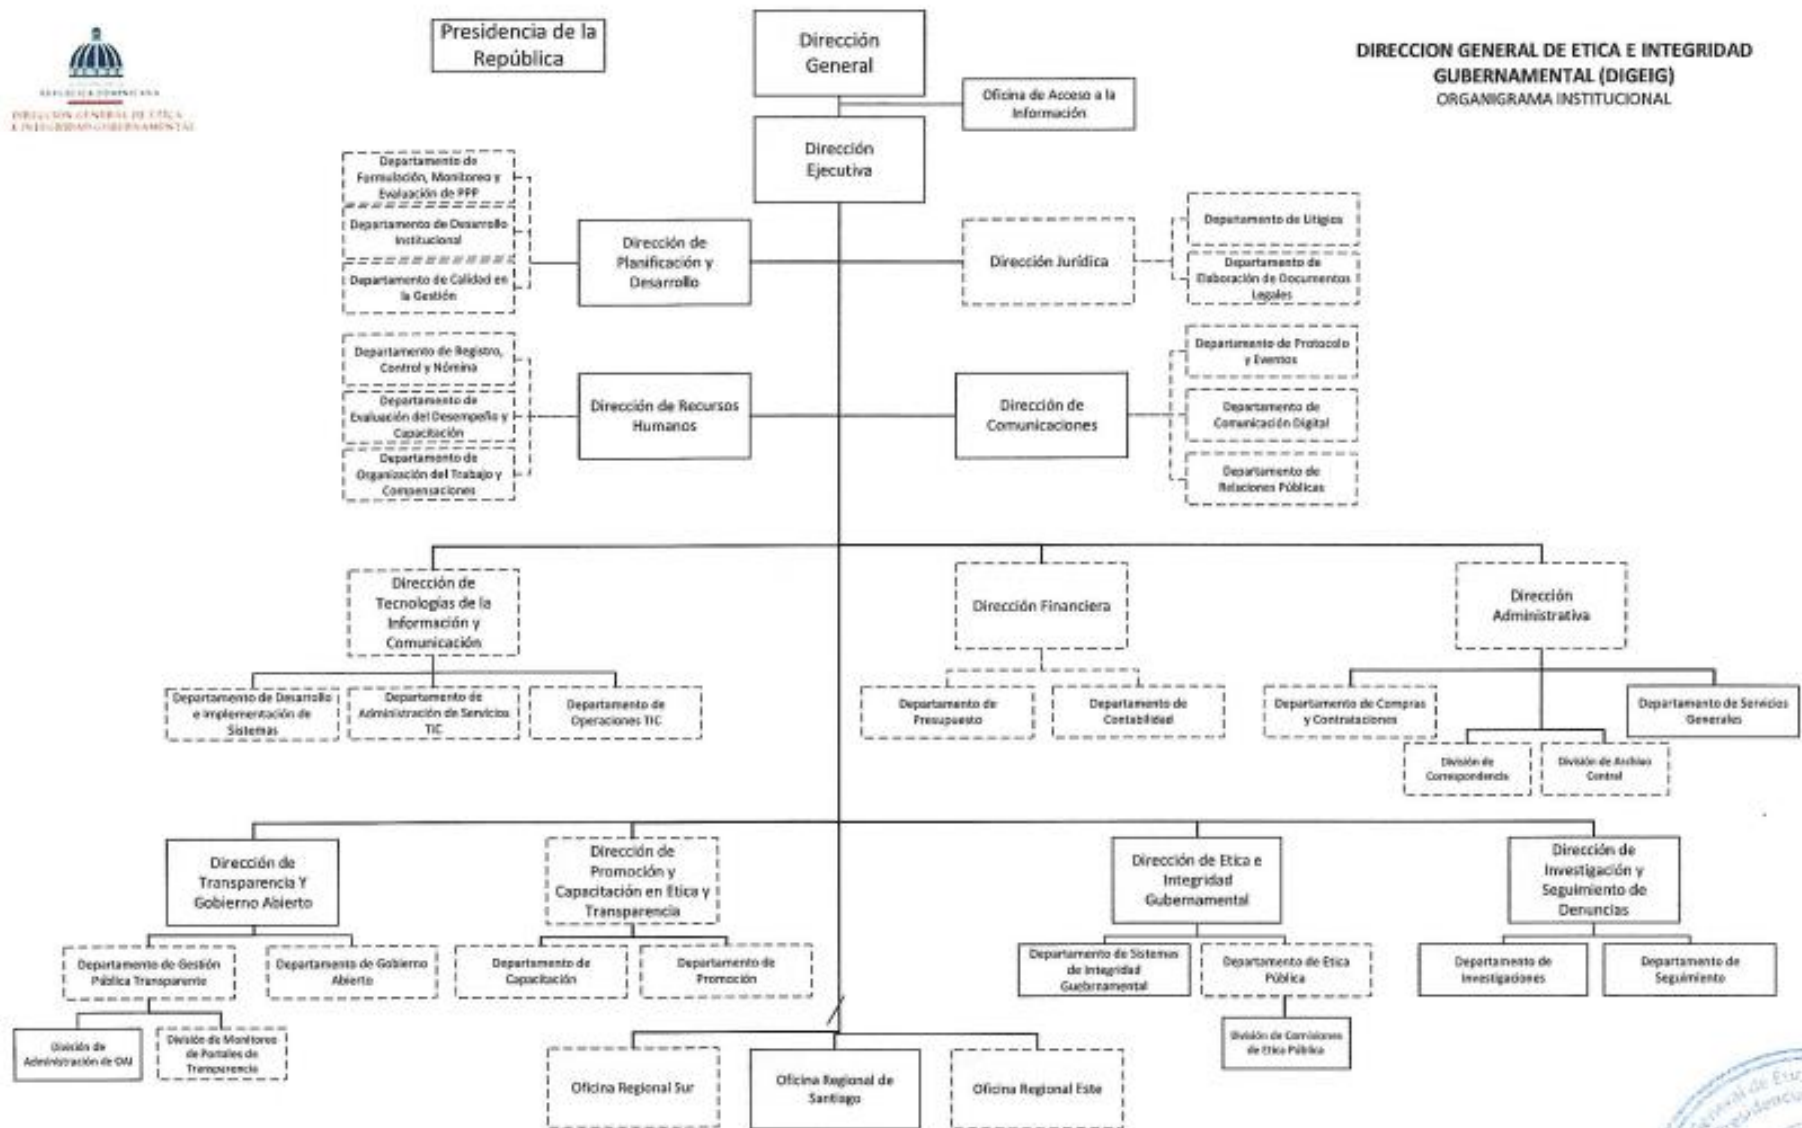 Presidencia de la
República
Dirección
General
DIRECCION GENERAL DE ETICA E INTEGRIDAD
GUBERNAMENTAL (DIGEIG)
ORGANIGRAMA INSTITUCIONAL
REPÚBLICA DOMINICANA
DIRECCIÓN GENERAL DE ÉTICA
E INTEGRIDAD GUBERNAMENTAL
Oficina de Acceso a la
Información
Dirección
Ejecutiva
Departamento de
Formulación, Monitoreo y
Evaluación de PPP
Departamento de Desarrollo
Institucional
Departamento de Calidad en
la Gestión
Dirección de
Planificación y
Desarrollo
Dirección Jurídica
Departamento de Litigios
Departamento de
Elaboración de Documentos
Legales
Departamento de Registro,
Control y Nómina
Departamento de
Evaluación del Desempeño y
Capacitación
Departamento de
Organización del Trabajo y
Compensaciones
Dirección de Recursos
Humanos
Dirección de
Comunicaciones
Departamento de Protocolo
y Eventos
Departamento de
Comunicación Digital
Departamento de
Relaciones Públicas
Dirección de
Tecnologías de la
Información y
Comunicación
Dirección Financiera
Dirección
Administrativa
Departamento de Desarrollo
e Implementación de
Sistemas
Departamento de
Administración de Servicios
TIC
Departamento de
Operaciones TIC
Departamento de
Presupuesto
Departamento de
Contabilidad
Departamento de Compras
y Contrataciones
Departamento de Servicios
Generales
División de
Correspondencia
División de Archivo
Central
Dirección de
Transparencia Y
Gobierno Abierto
Dirección de
Promoción y
Capacitación en Etica y
Transparencia
Dirección de Etica e
Integridad
Gubernamental
Dirección de
Investigación y
Seguimiento de
Denuncias
Departamento de Gestión
Pública Transparente
Departamento de Gobierno
Abierto
Departamento de
Capacitación
Departamento de
Promoción
Departamento de Sistemas
de Integridad
Guebrnamental
Departamento de Etica
Pública
Departamento de
Investigaciones
Departamento de
Seguimiento
División de
Administración de OAI
División de Monitoreo
de Portales de
Transparencia
División de Comisiones
de Etica Pública
Oficina Regional Sur
Oficina Regional de
Santiago
Oficina Regional Este